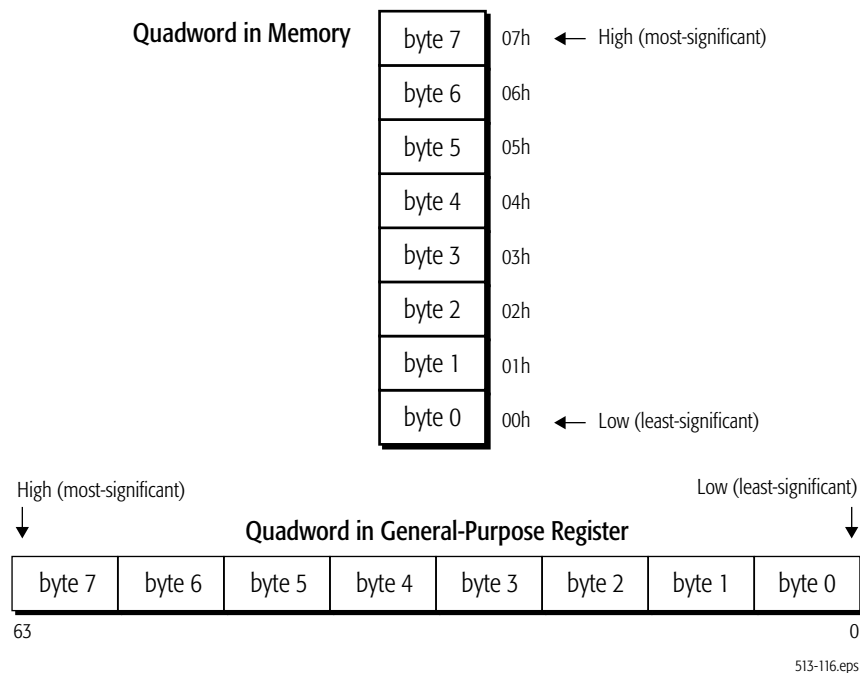 Quadword in Memory
byte 7 07h High (most-significant)
byte 6 06h
byte 5 05h
byte 4 04h
byte 3 03h
byte 2 02h
byte 1 01h
byte 0 00h Low (least-significant)
High (most-significant) Low (least-significant)
Quadword in General-Purpose Register
byte 7 byte 6 byte 5 byte 4 byte 3 byte 2 byte 1 byte 0
63 0
513-116.eps